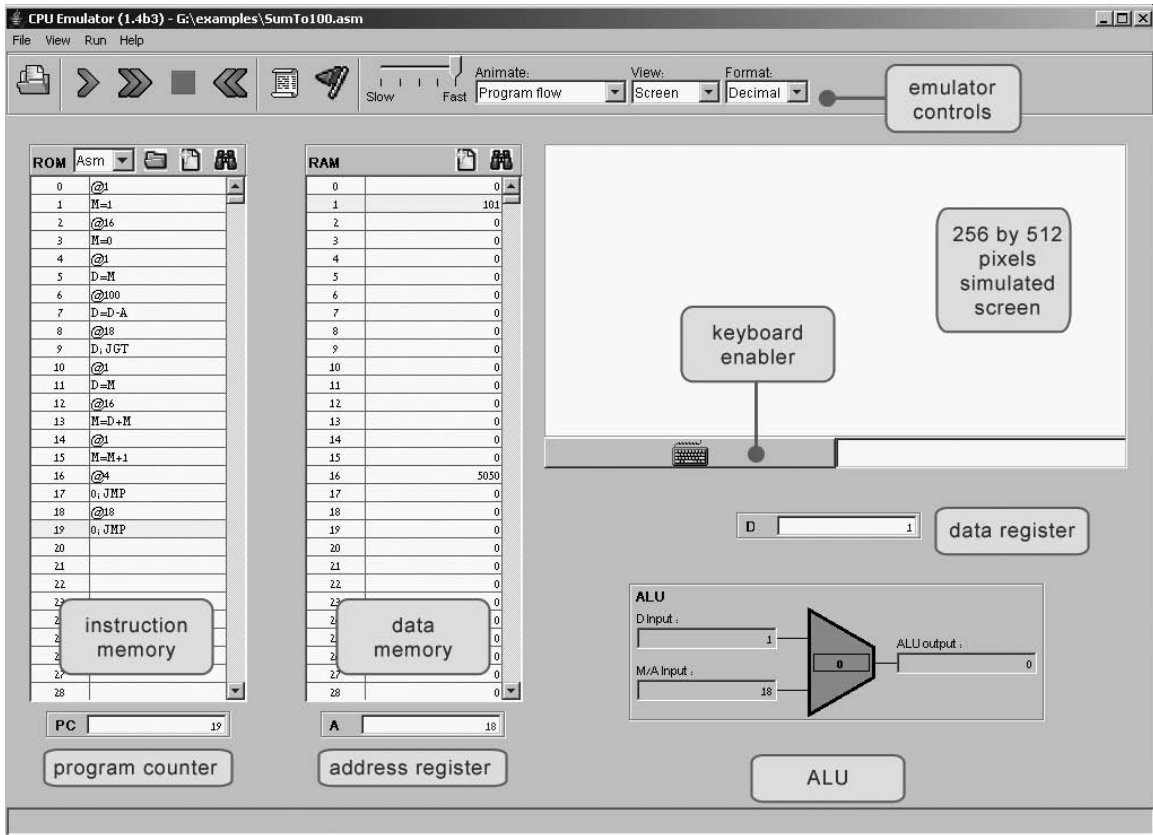 CPU Emulator (1.4b3) - G:\examples\SumTo100.asm
File View Run Help
Slow Fast
Animate:
Program flow
View:
Screen
Format:
Decimal
emulator
controls
ROM Asm
0 @1
1 M=1
2 @16
3 M=0
4 @1
5 D=M
6 @100
7 D=D-A
8 @18
9 D;JGT
10 @1
11 D=M
12 @16
13 M=D+M
14 @1
15 M=M+1
16 @4
17 0;JMP
18 @18
19 0;JMP
20
21
22
28
instruction
memory
PC 19
program counter
RAM
0 0
1 101
2 0
3 0
4 0
5 0
6 0
7 0
8 0
9 0
10 0
11 0
12 0
13 0
14 0
15 0
16 5050
17 0
18 0
19 0
20 0
21 0
22 0
0
0
0
0
0
28 0
data
memory
A 18
address register
256 by 512
pixels
simulated
screen
keyboard
enabler
D 1
data register
ALU
D Input :
1
M/A Input :
18
0
ALU output :
0
ALU